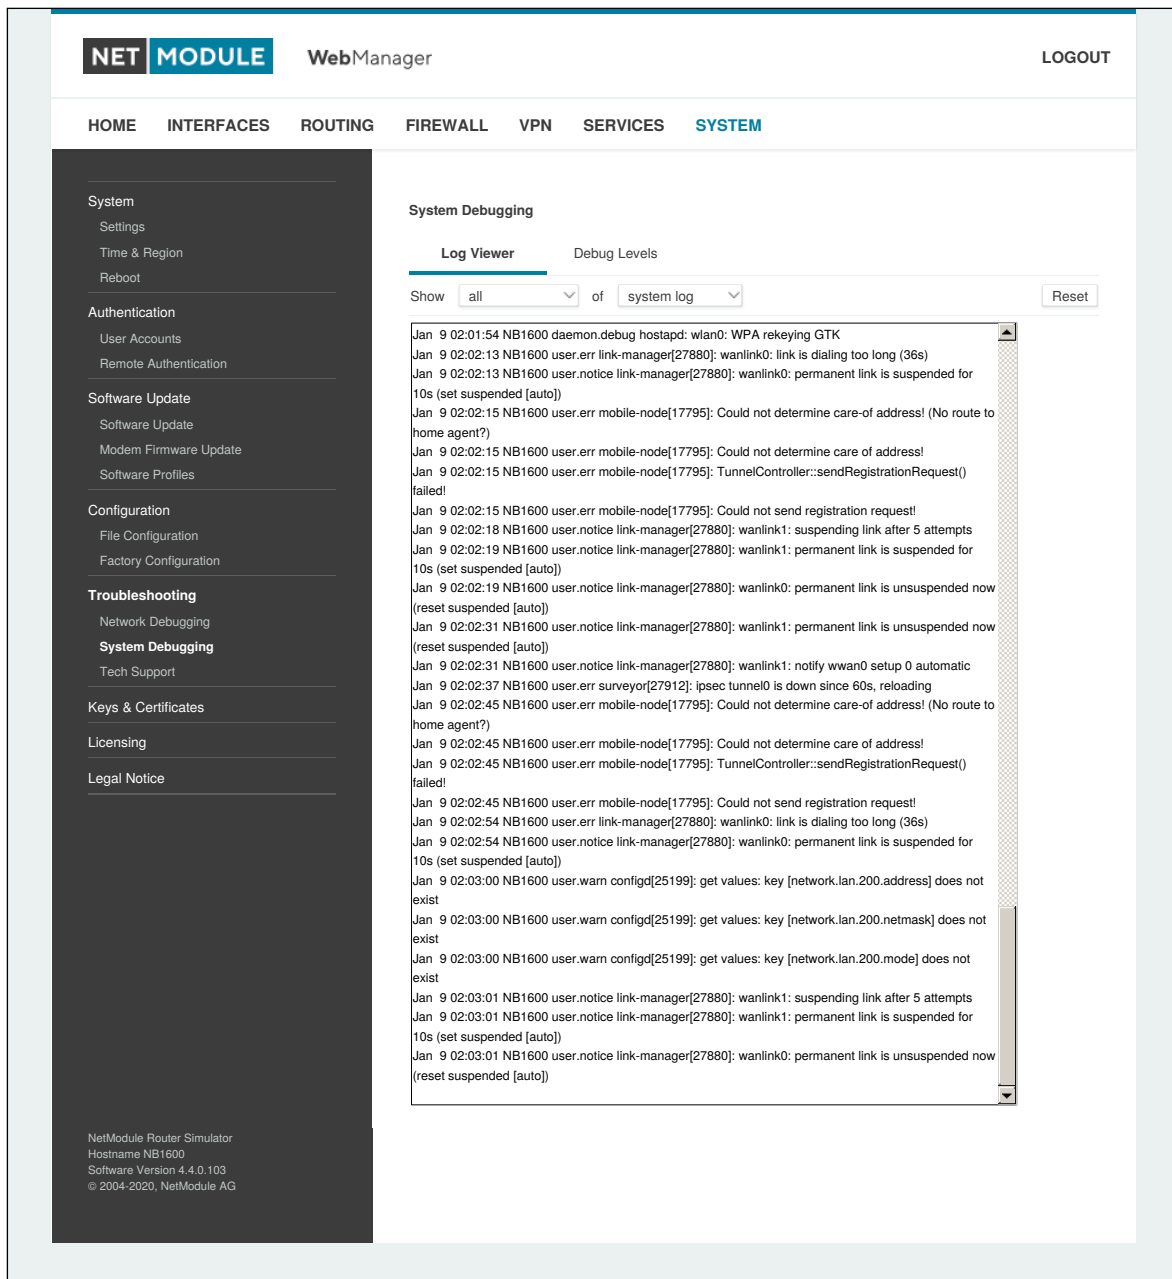 NET MODULE WebManager LOGOUT
HOME INTERFACES ROUTING FIREWALL VPN SERVICES SYSTEM
System
Settings
Time & Region
Reboot
Authentication
User Accounts
Remote Authentication
Software Update
Software Update
Modem Firmware Update
Software Profiles
Configuration
File Configuration
Factory Configuration
Troubleshooting
Network Debugging
System Debugging
Tech Support
Keys & Certificates
Licensing
Legal Notice
NetModule Router Simulator
Hostname NB1600
Software Version 4.4.0.103
© 2004-2020, NetModule AG
System Debugging
Log Viewer Debug Levels
Show all of system log Reset
Jan 9 02:01:54 NB1600 daemon.debug hostapd: wlan0: WPA rekeying GTK
Jan 9 02:02:13 NB1600 user.err link-manager[27880]: wanlink0: link is dialing too long (36s)
Jan 9 02:02:13 NB1600 user.notice link-manager[27880]: wanlink0: permanent link is suspended for
10s (set suspended [auto])
Jan 9 02:02:15 NB1600 user.err mobile-node[17795]: Could not determine care-of address! (No route to
home agent?)
Jan 9 02:02:15 NB1600 user.err mobile-node[17795]: Could not determine care of address!
Jan 9 02:02:15 NB1600 user.err mobile-node[17795]: TunnelController::sendRegistrationRequest()
failed!
Jan 9 02:02:15 NB1600 user.err mobile-node[17795]: Could not send registration request!
Jan 9 02:02:18 NB1600 user.notice link-manager[27880]: wanlink1: suspending link after 5 attempts
Jan 9 02:02:19 NB1600 user.notice link-manager[27880]: wanlink1: permanent link is suspended for
10s (set suspended [auto])
Jan 9 02:02:19 NB1600 user.notice link-manager[27880]: wanlink0: permanent link is unsuspended now
(reset suspended [auto])
Jan 9 02:02:31 NB1600 user.notice link-manager[27880]: wanlink1: permanent link is unsuspended now
(reset suspended [auto])
Jan 9 02:02:31 NB1600 user.notice link-manager[27880]: wanlink1: notify wwan0 setup 0 automatic
Jan 9 02:02:37 NB1600 user.err surveyor[27912]: ipsec tunnel0 is down since 60s, reloading
Jan 9 02:02:45 NB1600 user.err mobile-node[17795]: Could not determine care-of address! (No route to
home agent?)
Jan 9 02:02:45 NB1600 user.err mobile-node[17795]: Could not determine care of address!
Jan 9 02:02:45 NB1600 user.err mobile-node[17795]: TunnelController::sendRegistrationRequest()
failed!
Jan 9 02:02:45 NB1600 user.err mobile-node[17795]: Could not send registration request!
Jan 9 02:02:54 NB1600 user.err link-manager[27880]: wanlink0: link is dialing too long (36s)
Jan 9 02:02:54 NB1600 user.notice link-manager[27880]: wanlink0: permanent link is suspended for
10s (set suspended [auto])
Jan 9 02:03:00 NB1600 user.warn configd[25199]: get values: key [network.lan.200.address] does not
exist
Jan 9 02:03:00 NB1600 user.warn configd[25199]: get values: key [network.lan.200.netmask] does not
exist
Jan 9 02:03:00 NB1600 user.warn configd[25199]: get values: key [network.lan.200.mode] does not
exist
Jan 9 02:03:01 NB1600 user.notice link-manager[27880]: wanlink1: suspending link after 5 attempts
Jan 9 02:03:01 NB1600 user.notice link-manager[27880]: wanlink1: permanent link is suspended for
10s (set suspended [auto])
Jan 9 02:03:01 NB1600 user.notice link-manager[27880]: wanlink0: permanent link is unsuspended now
(reset suspended [auto])